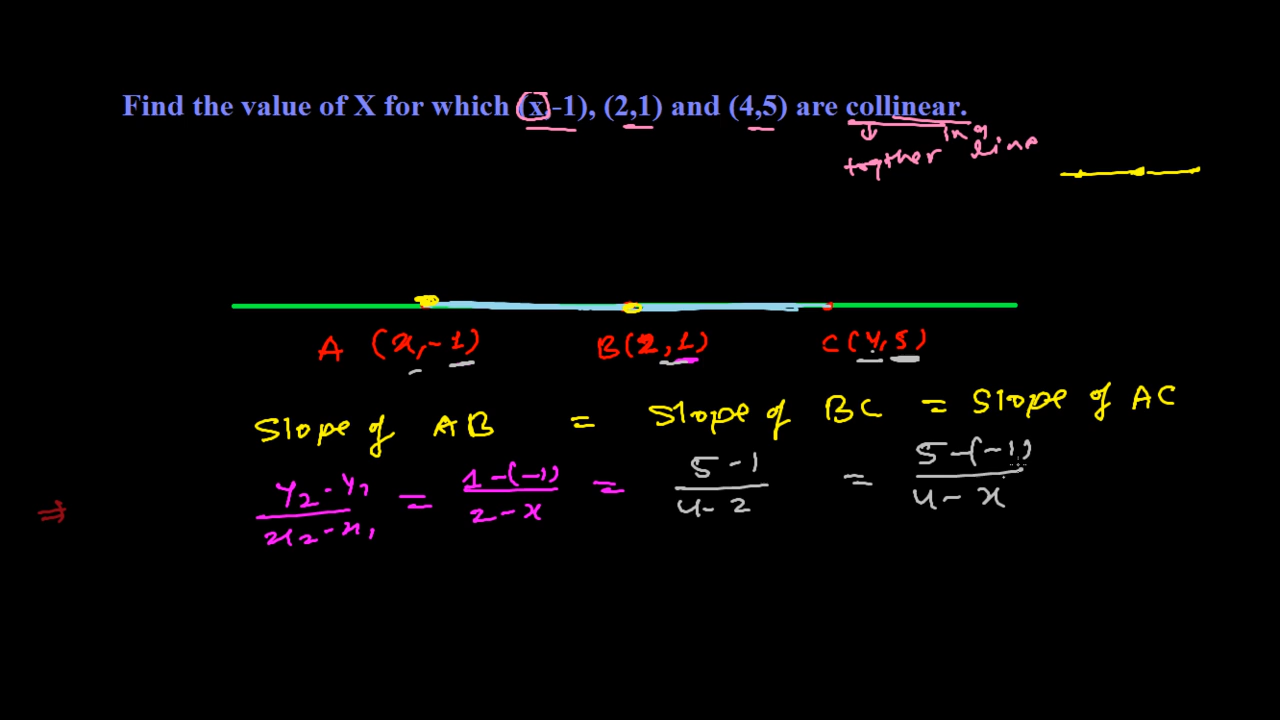 Find the value of X for which (x,-1), (2,1) and (4,5) are collinear.
together in a line
A (x, -1) B(2, 1) C(4, 5)
Slope of AB = Slope of BC = Slope of AC
⇒ y₂ - y₁ / x₂ - x₁ = 1 - (-1) / 2 - x = 5 - 1 / 4 - 2 = 5 - (-1) / 4 - x